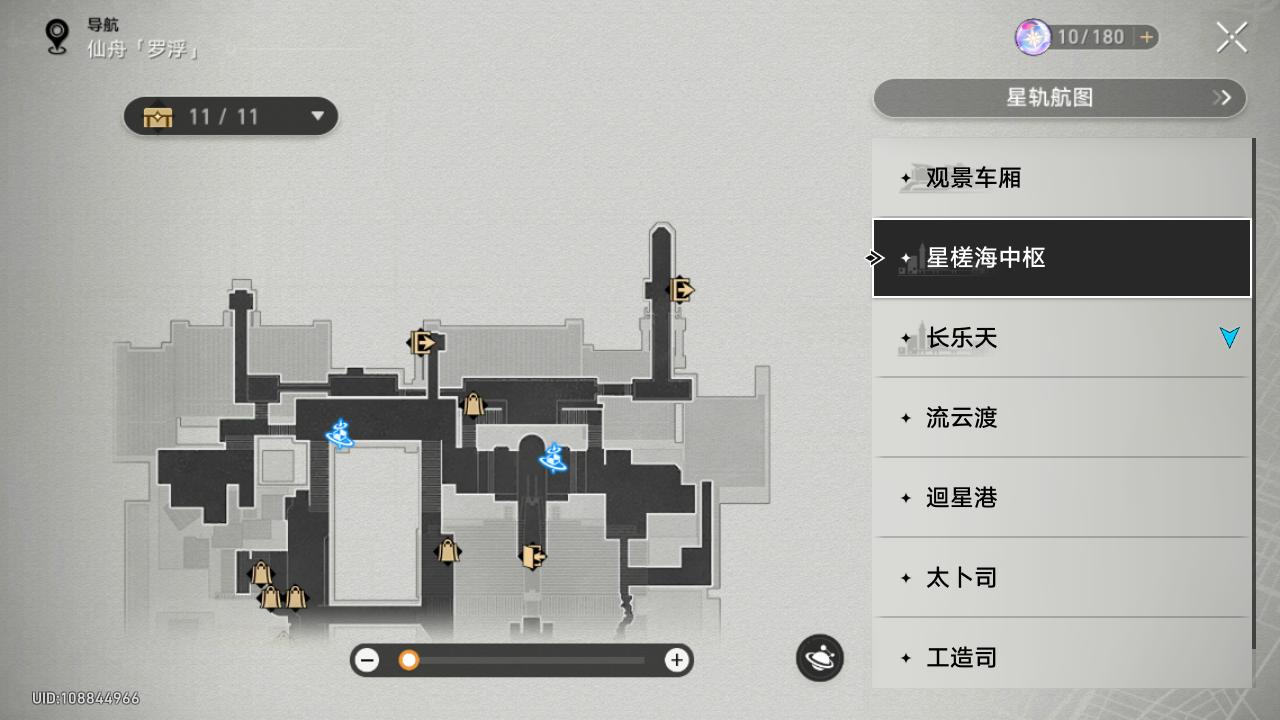 导航
仙舟「罗浮」
10/180
11 / 11
星轨航图
观景车厢
星槎海中枢
长乐天
流云渡
迴星港
太卜司
工造司
UID:108844966